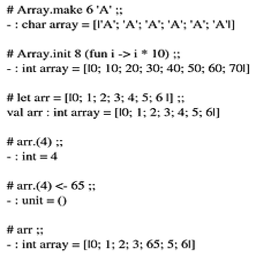 # Array.make 6 'A' ;;
- : char array = [|'A'; 'A'; 'A'; 'A'; 'A'; 'A'|]
# Array.init 8 (fun i -> i * 10) ;;
- : int array = [|0; 10; 20; 30; 40; 50; 60; 70|]
# let arr = [|0; 1; 2; 3; 4; 5; 6 |] ;;
val arr : int array = [|0; 1; 2; 3; 4; 5; 6|]
# arr.(4) ;;
- : int = 4
# arr.(4) <- 65 ;;
- : unit = ()
# arr ;;
- : int array = [|0; 1; 2; 3; 65; 5; 6|]